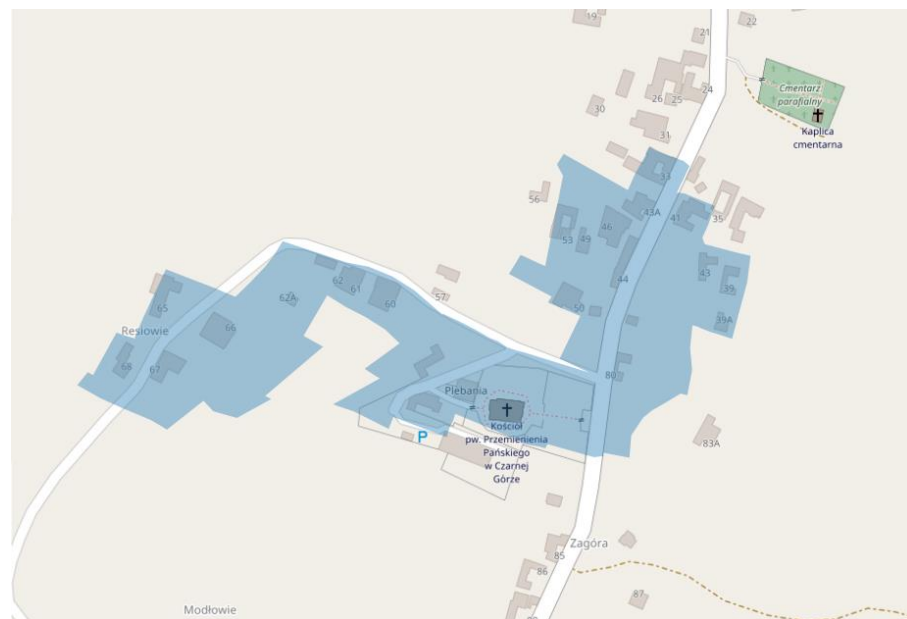 19
22
21
24
26
25
30
31
Cmentarz
parafialny
Kaplica
cmentarna
33
56
43A
41
35
46
53
49
43
44
39
62
61
57
62A
60
50
65
39A
Resiowie
66
68
67
80
Plebania
P
Kościół
pw. Przemienienia
Pańskiego
w Czarnej
Górze
83A
Zagóra
85
86
87
Modłowie